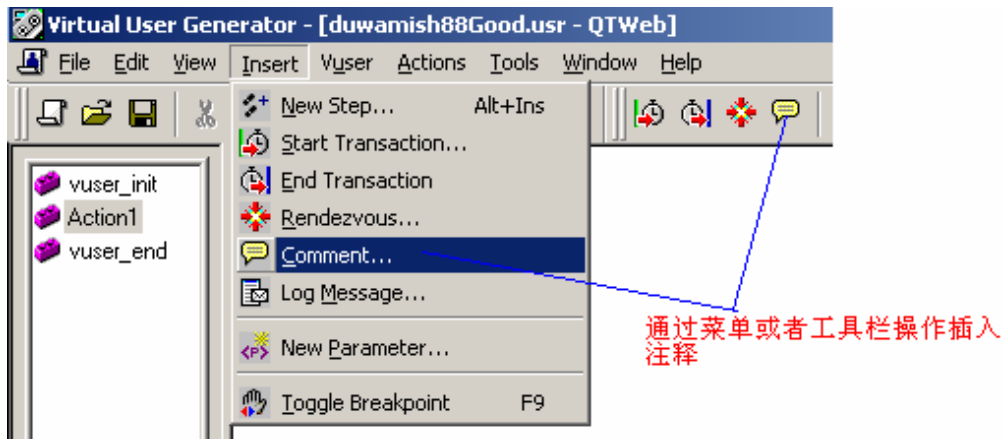 Virtual User Generator - [duwamish88Good.usr - QTWeb]
File Edit View Insert Vuser Actions Tools Window Help
New Step... Alt+Ins
Start Transaction...
End Transaction
Rendezvous...
Comment...
Log Message...
<P> New Parameter...
Toggle Breakpoint F9
vuser_init
Action1
vuser_end
通过菜单或者工具栏操作插入
注释